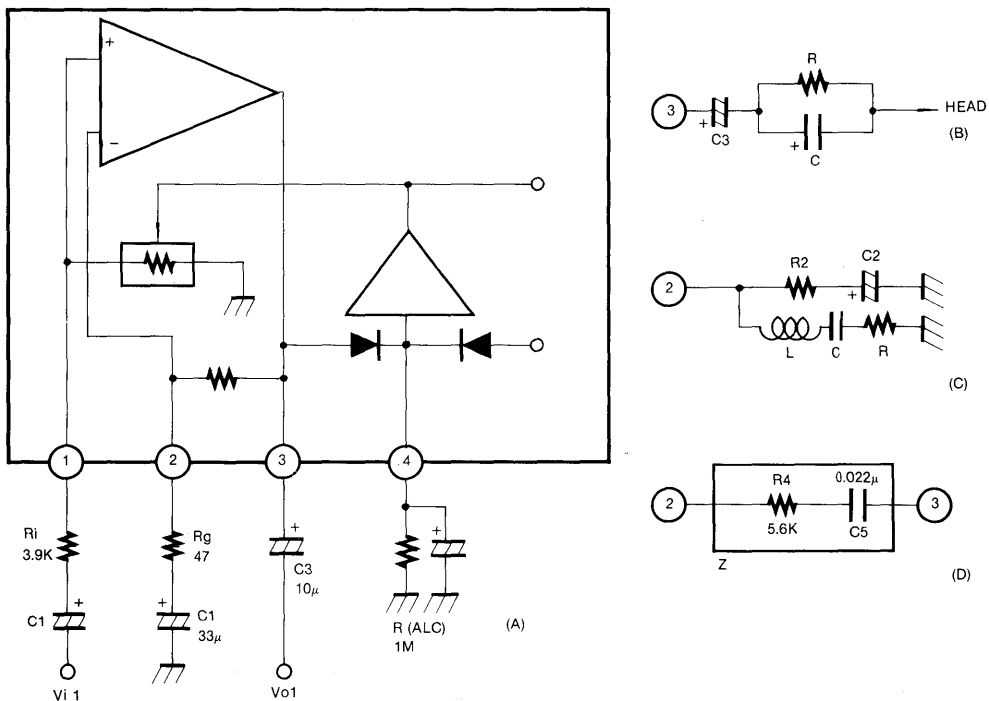 +
−
1
2
3
4
Ri
3.9K
+
C1
Vi 1
Rg
47
+
C1
33μ
+
C3
10μ
Vo1
+
R (ALC)
1M
(A)
3
+
C3
R
+
C
HEAD
(B)
2
R2
C2
+
L
C
R
(C)
2
R4
5.6K
0.022μ
C5
3
Z
(D)